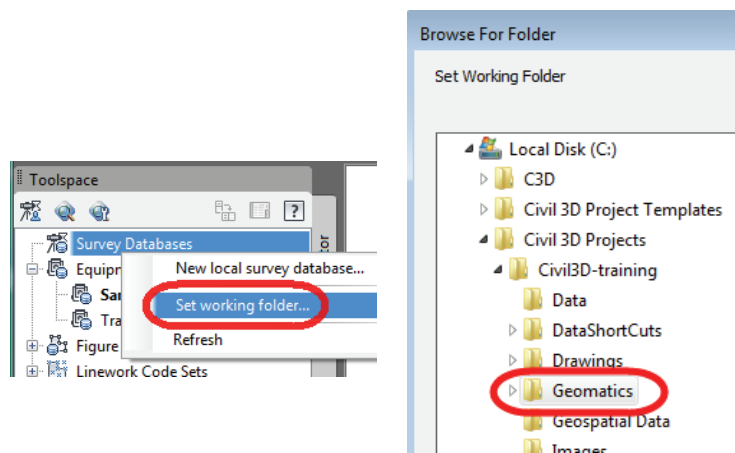 Toolspace
?
Survey Databases
New local survey database...
Set working folder...
Refresh
Figure
Linework Code Sets
Browse For Folder
Set Working Folder
Local Disk (C:)
C3D
Civil 3D Project Templates
Civil 3D Projects
Civil3D-training
Data
DataShortCuts
Drawings
Geomatics
Geospatial Data
Images